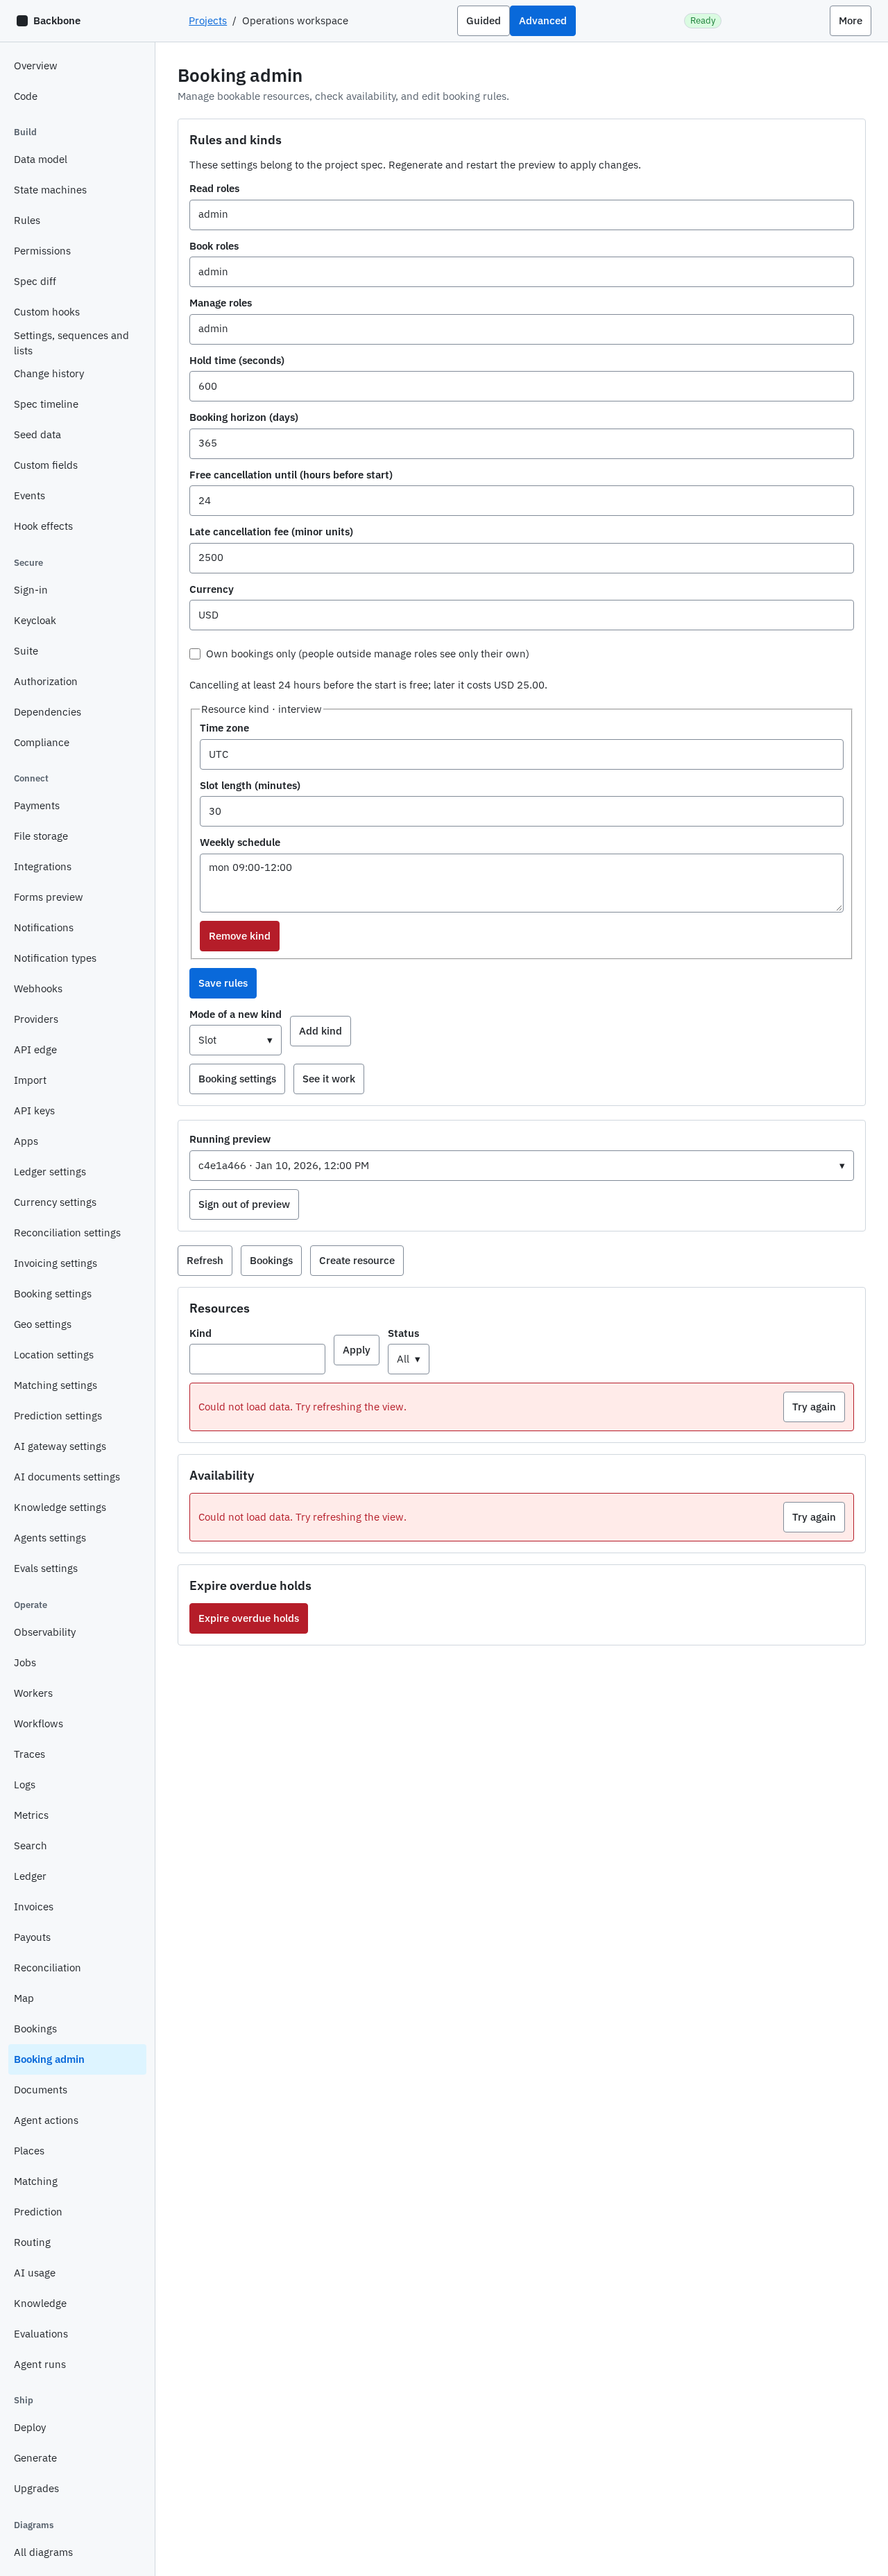 Backbone
Projects / Operations workspace
Guided
Advanced
Ready
More
Overview
Code
Build
Data model
State machines
Rules
Permissions
Spec diff
Custom hooks
Settings, sequences and
lists
Change history
Spec timeline
Seed data
Custom fields
Events
Hook effects
Secure
Sign-in
Keycloak
Suite
Authorization
Dependencies
Compliance
Connect
Payments
File storage
Integrations
Forms preview
Notifications
Notification types
Webhooks
Providers
API edge
Import
API keys
Apps
Ledger settings
Currency settings
Reconciliation settings
Invoicing settings
Booking settings
Geo settings
Location settings
Matching settings
Prediction settings
AI gateway settings
AI documents settings
Knowledge settings
Agents settings
Evals settings
Operate
Observability
Jobs
Workers
Workflows
Traces
Logs
Metrics
Search
Ledger
Invoices
Payouts
Reconciliation
Map
Bookings
Booking admin
Documents
Agent actions
Places
Matching
Prediction
Routing
AI usage
Knowledge
Evaluations
Agent runs
Ship
Deploy
Generate
Upgrades
Diagrams
All diagrams
Booking admin
Manage bookable resources, check availability, and edit booking rules.
Rules and kinds
These settings belong to the project spec. Regenerate and restart the preview to apply changes.
Read roles
admin
Book roles
admin
Manage roles
admin
Hold time (seconds)
600
Booking horizon (days)
365
Free cancellation until (hours before start)
24
Late cancellation fee (minor units)
2500
Currency
USD
Own bookings only (people outside manage roles see only their own)
Cancelling at least 24 hours before the start is free; later it costs USD 25.00.
Resource kind · interview
Time zone
UTC
Slot length (minutes)
30
Weekly schedule
mon 09:00-12:00
Remove kind
Save rules
Mode of a new kind
Slot
Add kind
Booking settings
See it work
Running preview
c4e1a466 · Jan 10, 2026, 12:00 PM
Sign out of preview
Refresh
Bookings
Create resource
Resources
Kind
Apply
Status
All
Could not load data. Try refreshing the view.
Try again
Availability
Could not load data. Try refreshing the view.
Try again
Expire overdue holds
Expire overdue holds